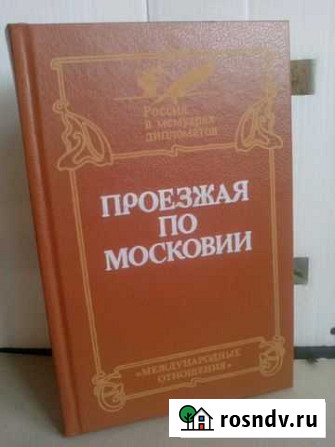 Россия
в мемуарах
дипломатов
ПРОЕЗЖАЯ
ПО
МОСКОВИИ
«МЕЖДУНАРОДНЫЕ
ОТНОШЕНИЯ»
rosndv.ru